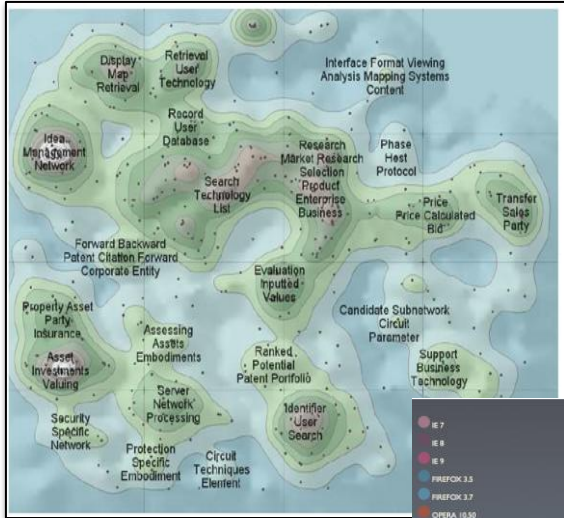 Display
Map
Retrieval
Retrieval
User
Technology
Interface Format Viewing
Analysis Mapping Systems
Content
Record
User
Database
Idea
Management
Network
Research
Market Research
Selection
Product
Enterprise
Business
Phase
Hest
Protocol
Search
Technology
List
Price
Price Calculated
Bid
Transfer
Sales
Party
Forward Backward
Patent Citation Forward
Corporate Entity
Evaluation
Inputted
Values
Property Asset
Party
Insurance
Candidate Subnetwork
Circuit
Parameter
Assessing
Assets
Embodiments
Asset
Investments
Valuing
Ranked
Potential
Patent Portfolio
Support
Business
Technology
Server
Network
Processing
Identifier
User
Search
Security
Specific
Network
Protection
Specific
Embodiment
Circuit
Techniques
Element
IE 7
IE 8
IE 9
FIREFOX 3.5
FIREFOX 3.7
OPERA 10.50